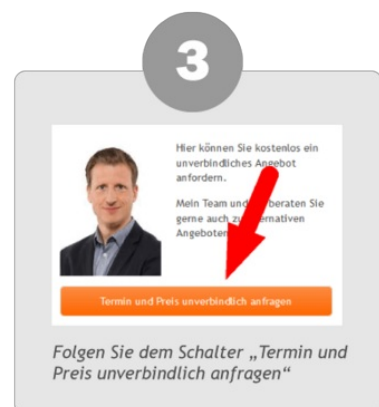 3
Hier können Sie kostenlos ein
unverbindliches Angebot
anfordern.
Mein Team und beraten Sie
gerne auch zu
Angeboten
Termin und Preis unverbindlich anfragen
Folgen Sie dem Schalter „Termin und
Preis unverbindlich anfragen“